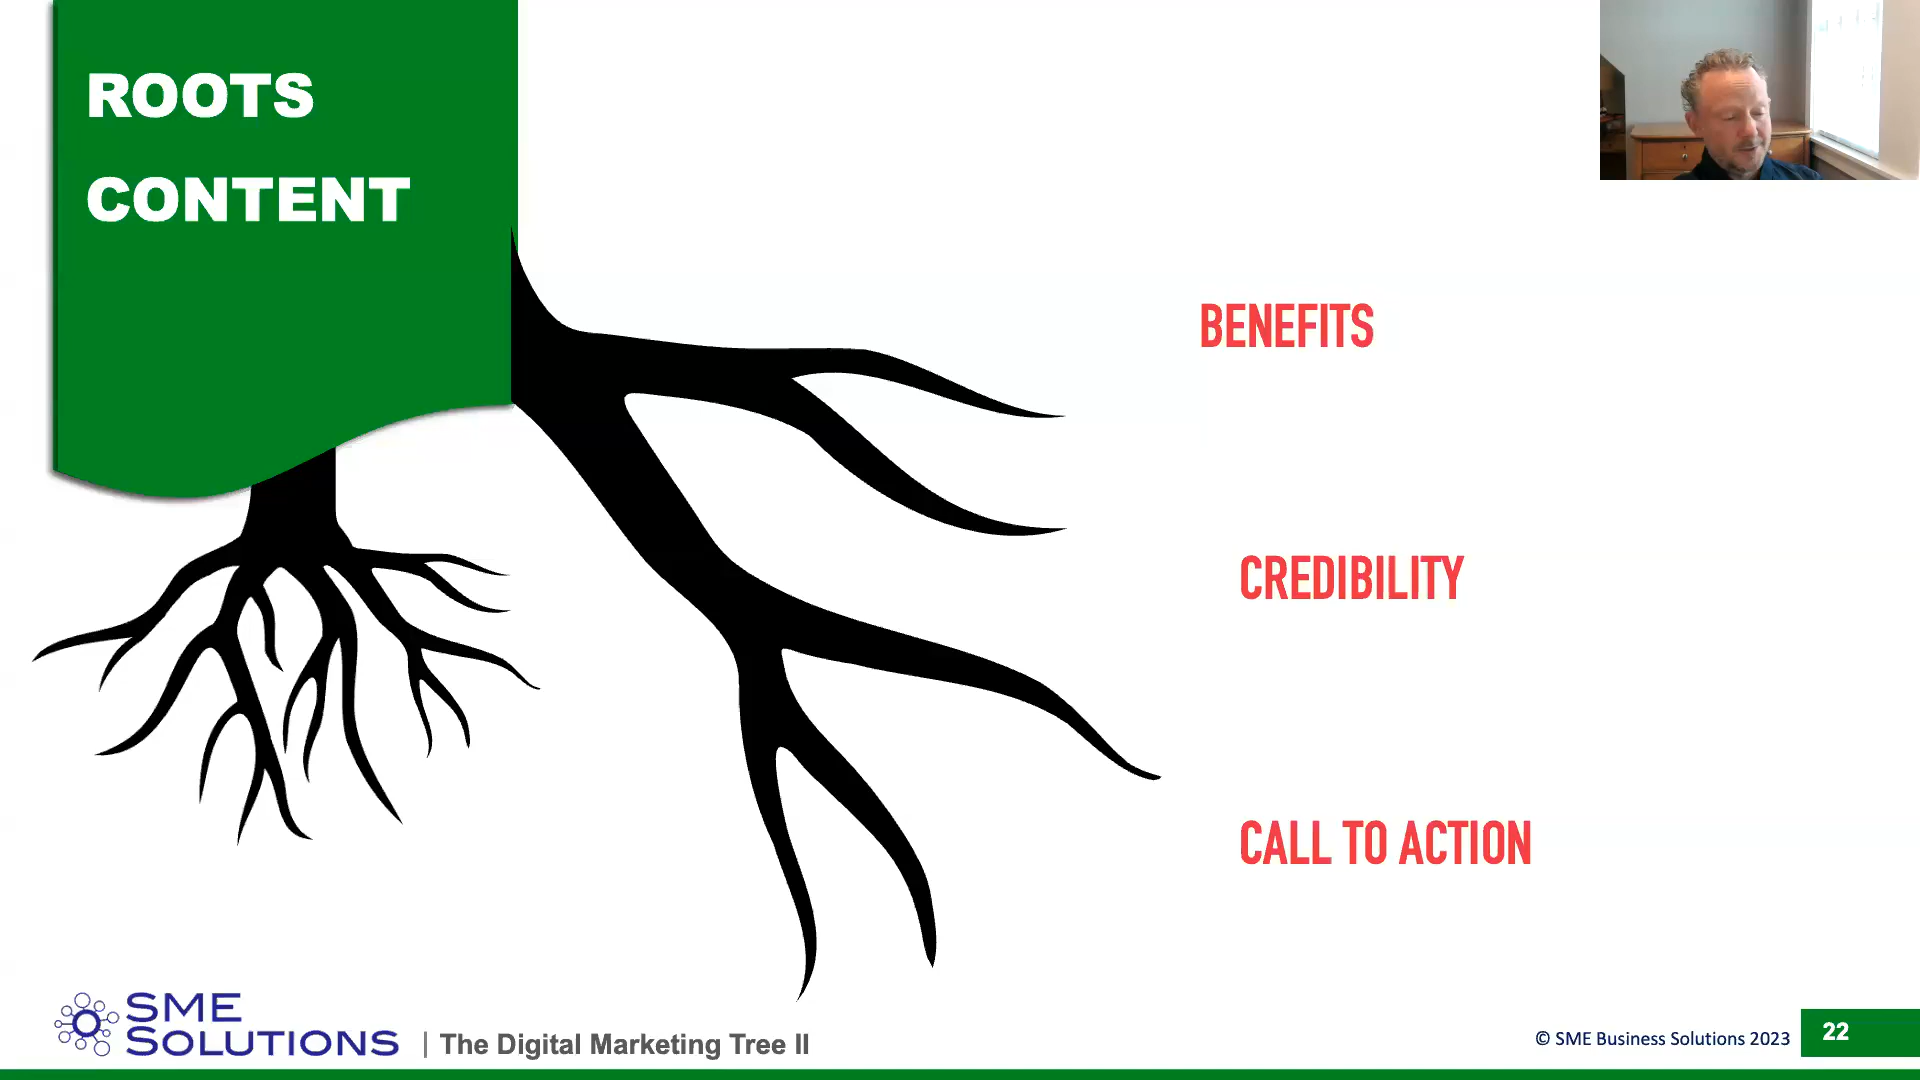 ROOTS
CONTENT
BENEFITS
CREDIBILITY
CALL TO ACTION
SME
SOLUTIONS
| The Digital Marketing Tree II
© SME Business Solutions 2023
22